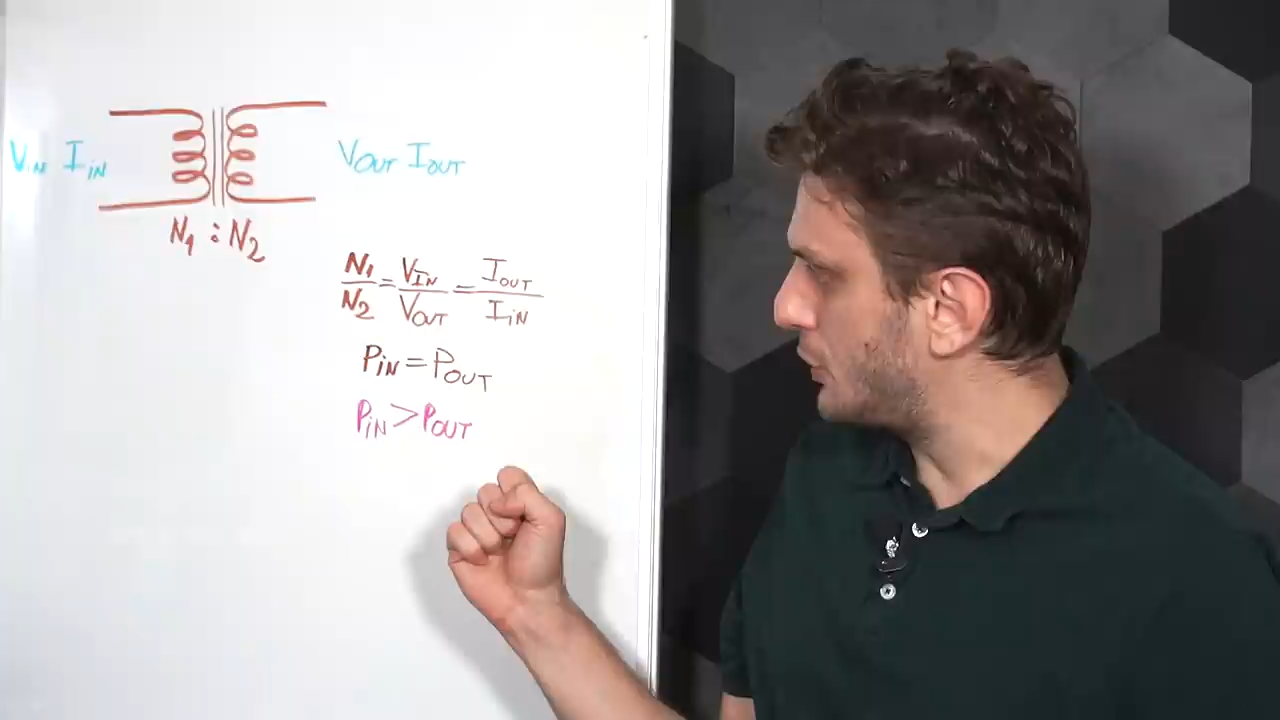 VIN IIN VOUT IOUT
N1 : N2
N1/N2 = VIN/VOUT = IOUT/IIN
PIN = POUT
PIN > POUT